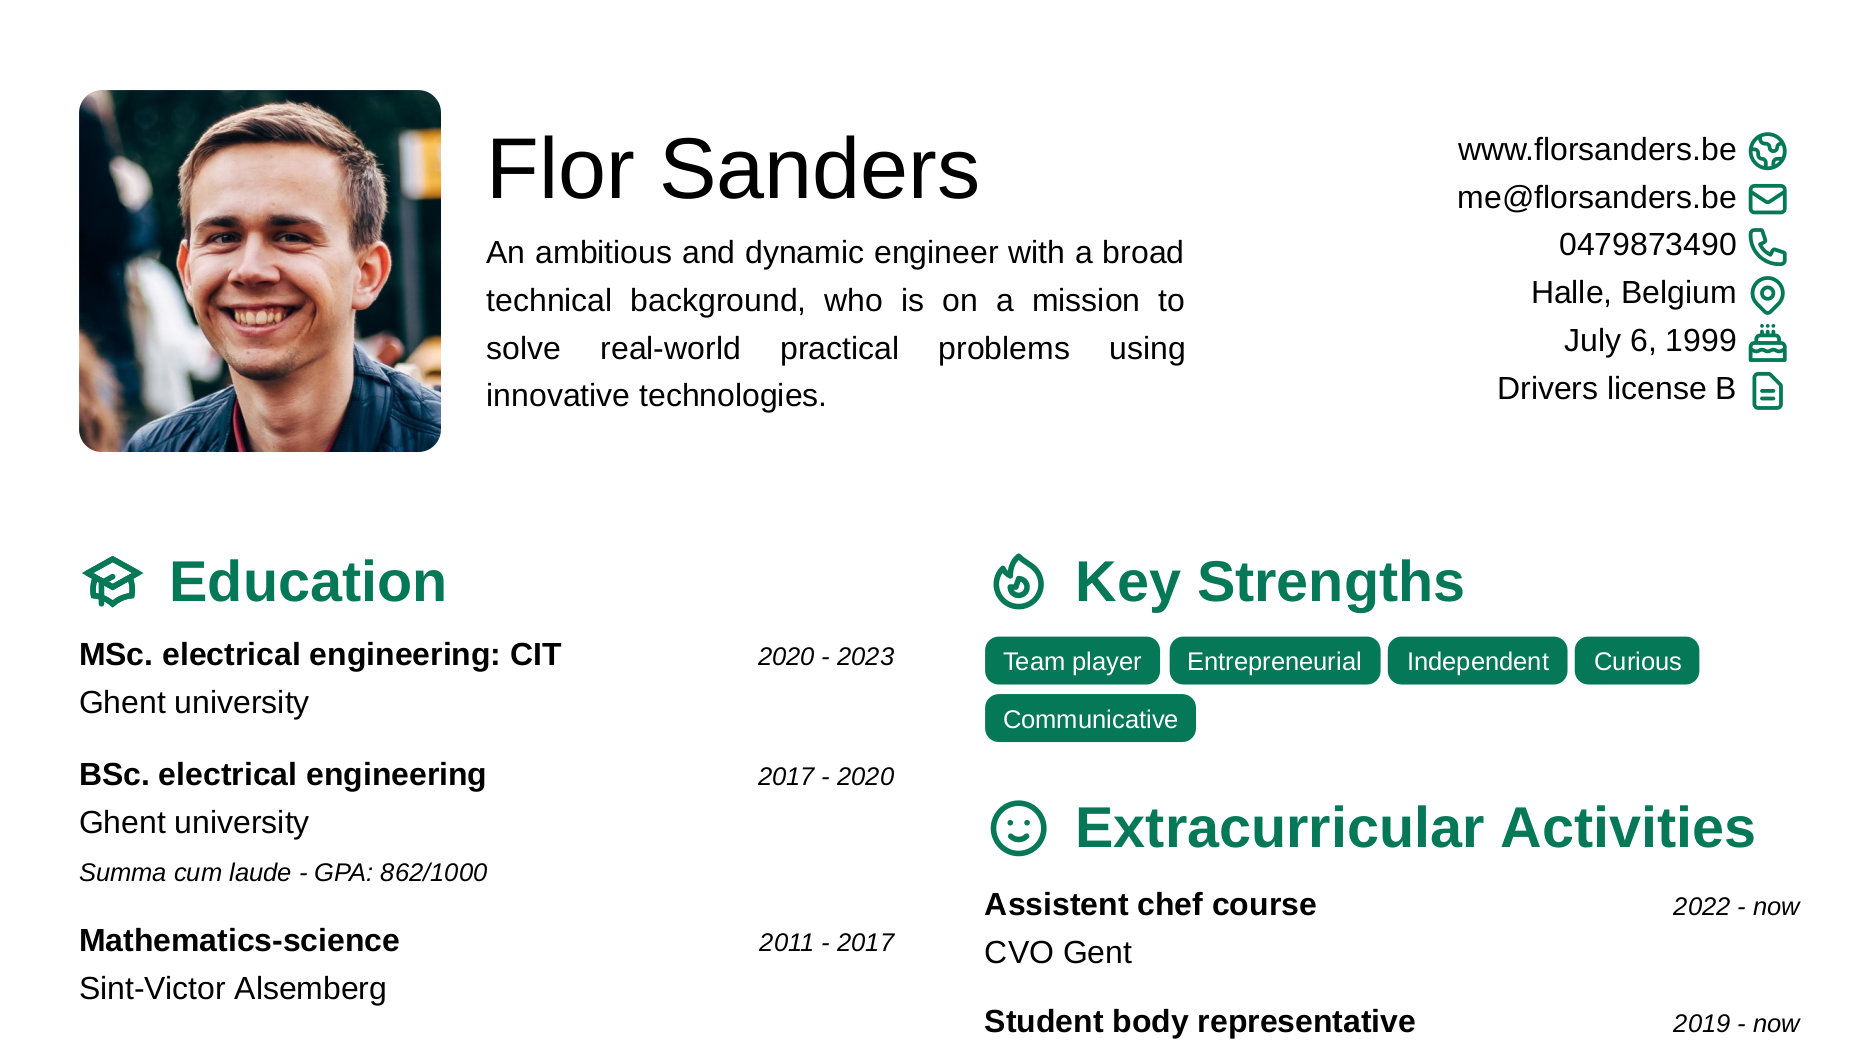 Flor Sanders
An ambitious and dynamic engineer with a broad
technical background, who is on a mission to
solve real-world practical problems using
innovative technologies.
www.florsanders.be
me@florsanders.be
0479873490
Halle, Belgium
July 6, 1999
Drivers license B
Education
MSc. electrical engineering: CIT 2020 - 2023
Ghent university
BSc. electrical engineering 2017 - 2020
Ghent university
Summa cum laude - GPA: 862/1000
Mathematics-science 2011 - 2017
Sint-Victor Alsemberg
Key Strengths
Team player Entrepreneurial Independent Curious
Communicative
Extracurricular Activities
Assistent chef course 2022 - now
CVO Gent
Student body representative 2019 - now